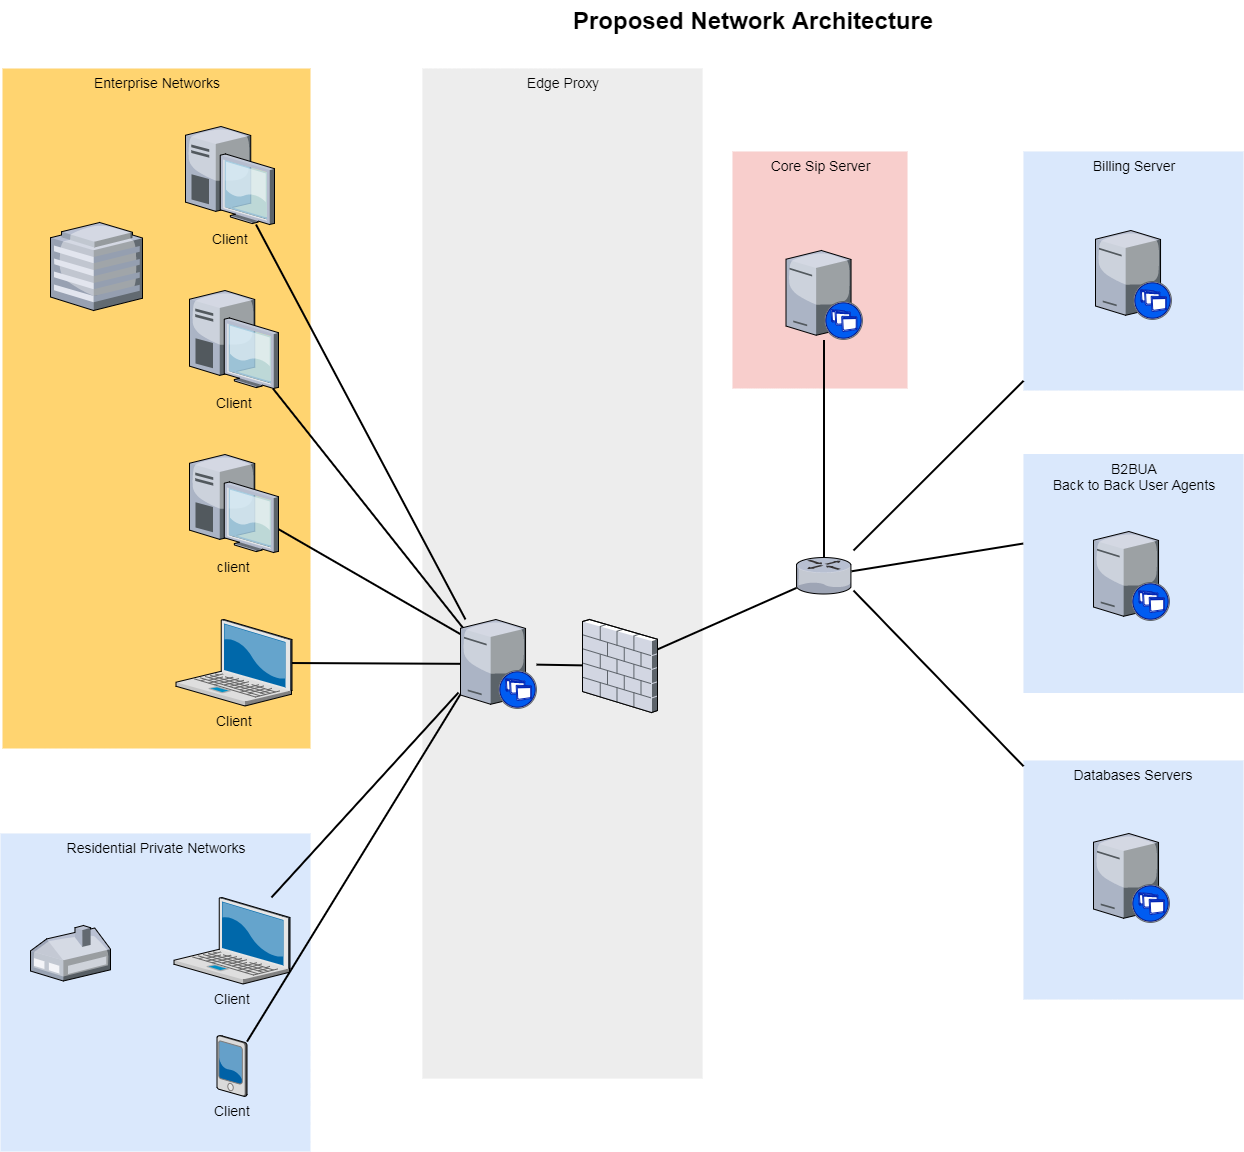 Proposed Network Architecture
Enterprise Networks
Client
Client
client
Client
Residential Private Networks
Client
Client
Edge Proxy
Core Sip Server
Billing Server
B2BUA
Back to Back User Agents
Databases Servers